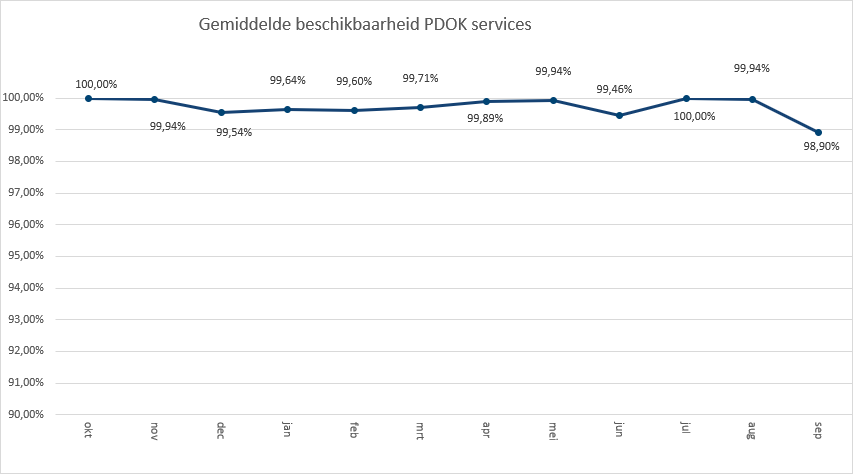 Gemiddelde beschikbaarheid PDOK services
100,00%
99,94%
99,54%
99,64%
99,60%
99,71%
99,89%
99,94%
99,46%
100,00%
99,94%
98,90%
100,00%
99,00%
98,00%
97,00%
96,00%
95,00%
94,00%
93,00%
92,00%
91,00%
90,00%
okt
nov
dec
jan
feb
mrt
apr
mei
jun
jul
aug
sep